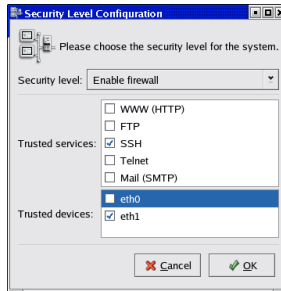 Security Level Configuration
Please choose the security level for the system.
Security level: Enable firewall
WWW (HTTP)
FTP
Trusted services: SSH
Telnet
Mail (SMTP)
eth0
Trusted devices: eth1
Cancel OK